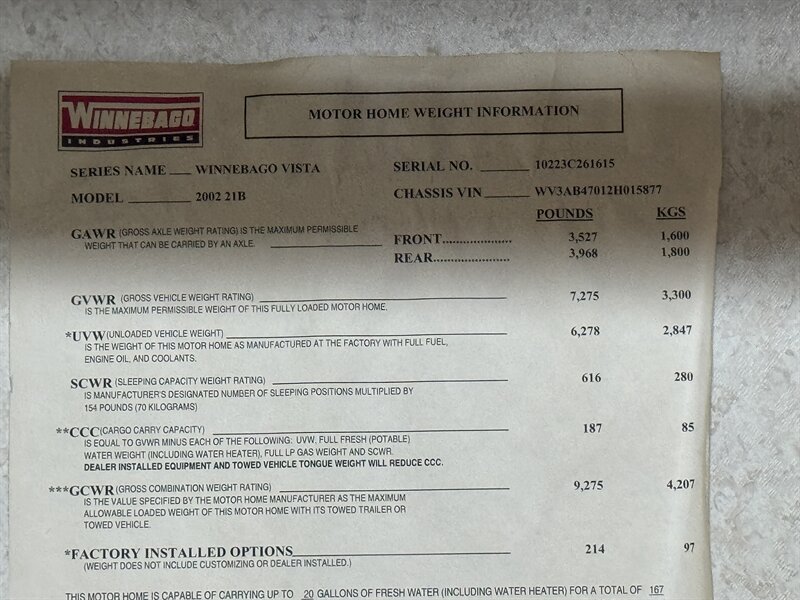 WINNEBAGO
INDUSTRIES
MOTOR HOME WEIGHT INFORMATION
SERIES NAME ___ WINNEBAGO VISTA SERIAL NO. ______ 10223C261615
MODEL ________ 2002 21B CHASSIS VIN ______ WV3AB47012H015877
POUNDS KGS
GAWR (GROSS AXLE WEIGHT RATING) IS THE MAXIMUM PERMISSIBLE
WEIGHT THAT CAN BE CARRIED BY AN AXLE. ______________
FRONT..................... 3,527 1,600
REAR....................... 3,968 1,800
GVWR (GROSS VEHICLE WEIGHT RATING) ______________ 7,275 3,300
IS THE MAXIMUM PERMISSIBLE WEIGHT OF THIS FULLY LOADED MOTOR HOME.
*UVW(UNLOADED VEHICLE WEIGHT) ______________ 6,278 2,847
IS THE WEIGHT OF THIS MOTOR HOME AS MANUFACTURED AT THE FACTORY WITH FULL FUEL,
ENGINE OIL, AND COOLANTS.
SCWR (SLEEPING CAPACITY WEIGHT RATING) ______________ 616 280
IS MANUFACTURER'S DESIGNATED NUMBER OF SLEEPING POSITIONS MULTIPLIED BY
154 POUNDS (70 KILOGRAMS)
**CCC(CARGO CARRY CAPACITY) ______________ 187 85
IS EQUAL TO GVWR MINUS EACH OF THE FOLLOWING: UVW. FULL FRESH (POTABLE)
WATER WEIGHT (INCLUDING WATER HEATER), FULL LP GAS WEIGHT AND SCWR.
DEALER INSTALLED EQUIPMENT AND TOWED VEHICLE TONGUE WEIGHT WILL REDUCE CCC.
***GCWR (GROSS COMBINATION WEIGHT RATING) ______________ 9,275 4,207
IS THE VALUE SPECIFIED BY THE MOTOR HOME MANUFACTURER AS THE MAXIMUM
ALLOWABLE LOADED WEIGHT OF THIS MOTOR HOME WITH ITS TOWED TRAILER OR
TOWED VEHICLE.
*FACTORY INSTALLED OPTIONS______________ 214 97
(WEIGHT DOES NOT INCLUDE CUSTOMIZING OR DEALER INSTALLED.)
THIS MOTOR HOME IS CAPABLE OF CARRYING UP TO 20 GALLONS OF FRESH WATER (INCLUDING WATER HEATER) FOR A TOTAL OF 167